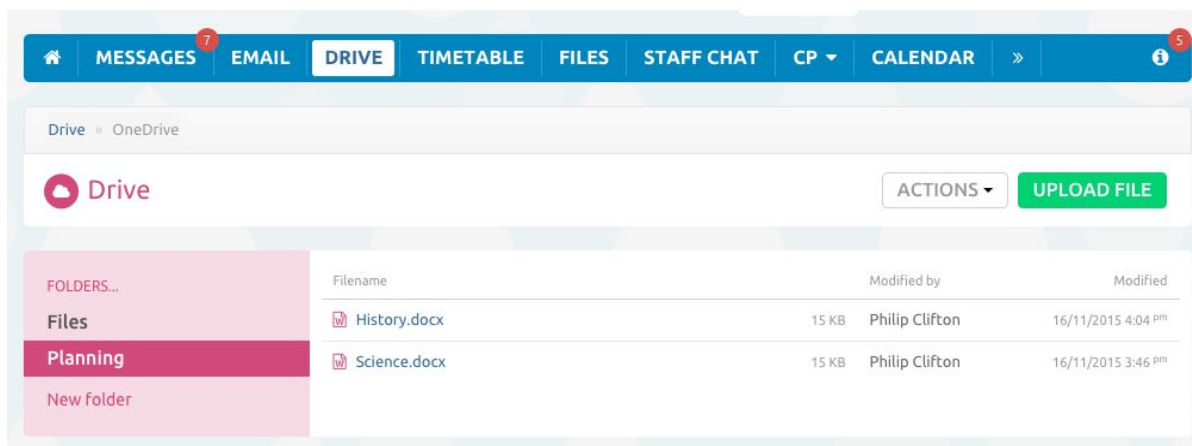 7 5
MESSAGES EMAIL DRIVE TIMETABLE FILES STAFF CHAT CP CALENDAR »
Drive » OneDrive
Drive ACTIONS UPLOAD FILE
FOLDERS... Filename Modified by Modified
Files History.docx 15 KB Philip Clifton 16/11/2015 4:04 pm
Planning Science.docx 15 KB Philip Clifton 16/11/2015 3:46 pm
New folder